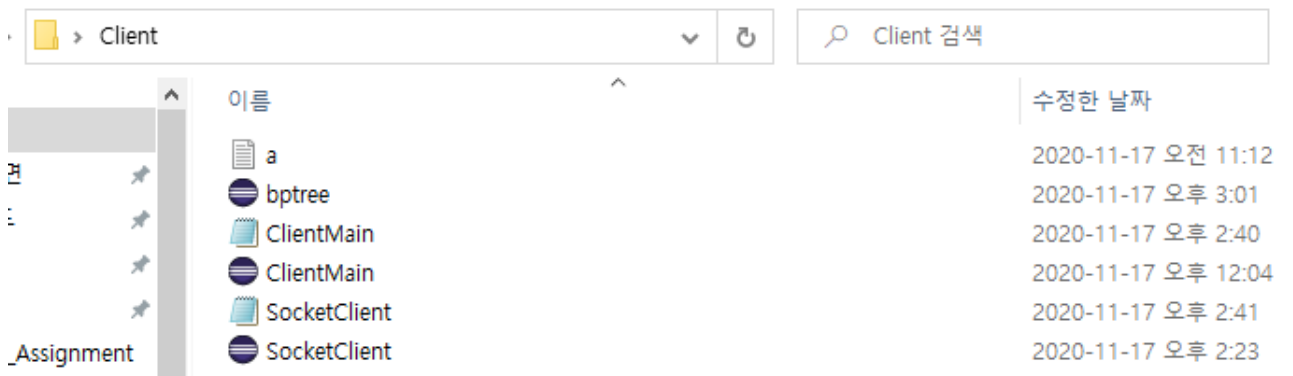 Client
Client 검색
이름 수정한 날짜
a 2020-11-17 오전 11:12
bptree 2020-11-17 오후 3:01
ClientMain 2020-11-17 오후 2:40
ClientMain 2020-11-17 오후 12:04
SocketClient 2020-11-17 오후 2:41
SocketClient 2020-11-17 오후 2:23
면
_Assignment